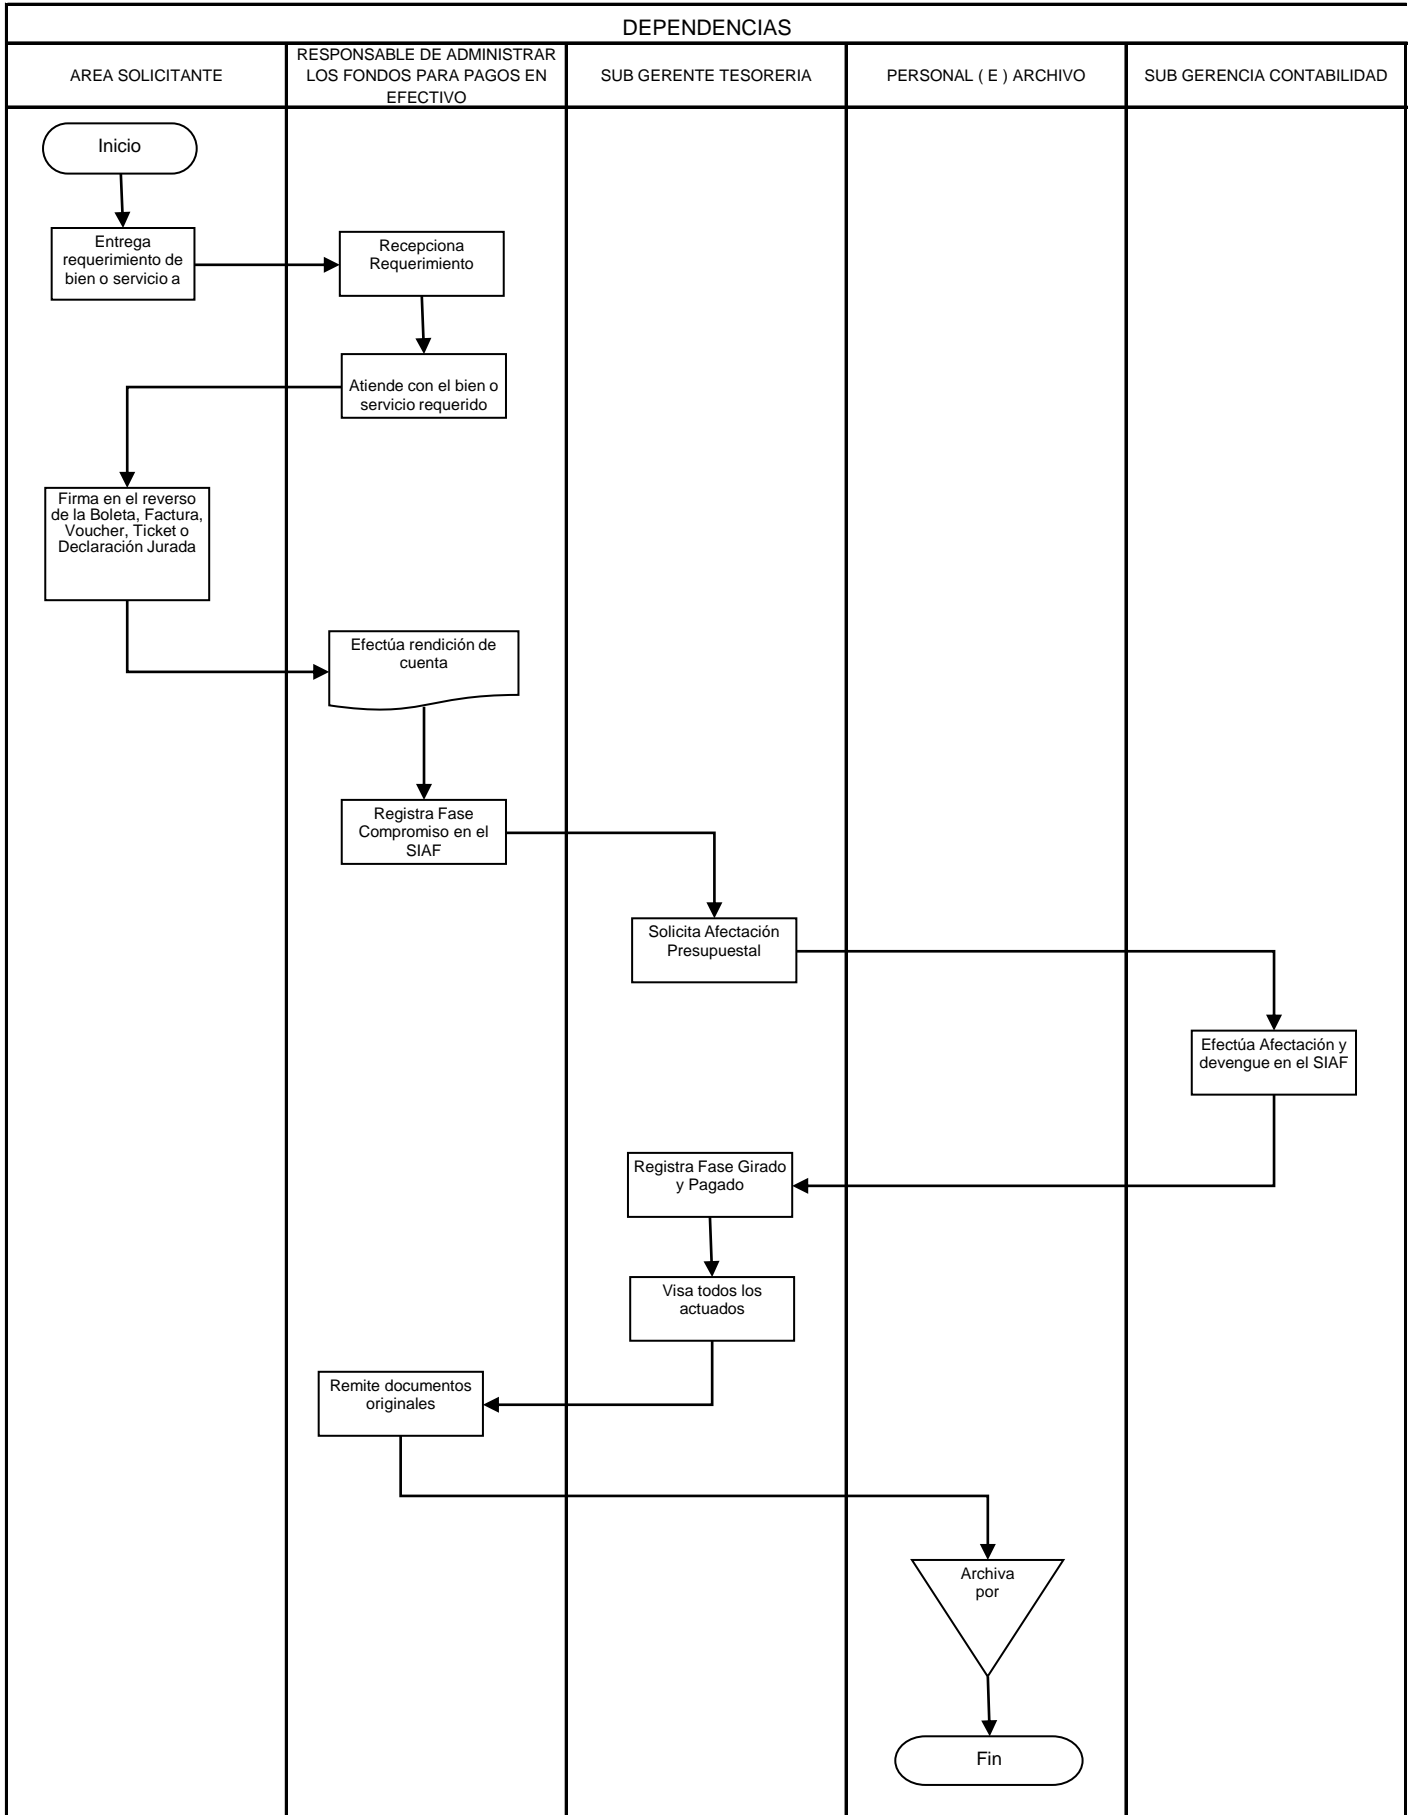 DEPENDENCIAS
AREA SOLICITANTE
RESPONSABLE DE ADMINISTRAR
LOS FONDOS PARA PAGOS EN
EFECTIVO
SUB GERENTE TESORERIA
PERSONAL ( E ) ARCHIVO
SUB GERENCIA CONTABILIDAD
Inicio
Entrega
requerimiento de
bien o servicio a
Recepciona
Requerimiento
Atiende con el bien o
servicio requerido
Firma en el reverso
de la Boleta, Factura,
Voucher, Ticket o
Declaración Jurada
Efectúa rendición de
cuenta
Registra Fase
Compromiso en el
SIAF
Solicita Afectación
Presupuestal
Efectúa Afectación y
devengue en el SIAF
Registra Fase Girado
y Pagado
Visa todos los
actuados
Remite documentos
originales
Archiva
por
Fin